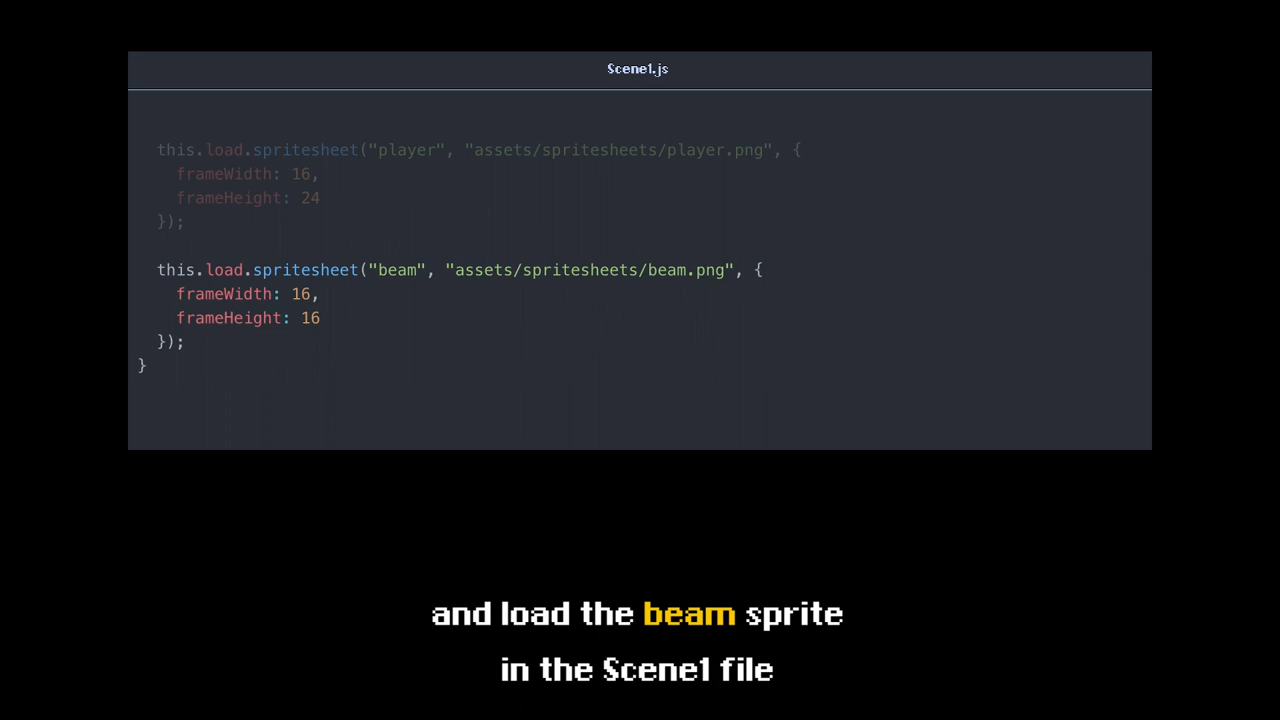 Scene1.js
this.load.spritesheet("player", "assets/spritesheets/player.png", {
frameWidth: 16,
frameHeight: 24
});
this.load.spritesheet("beam", "assets/spritesheets/beam.png", {
frameWidth: 16,
frameHeight: 16
});
}
and load the beam sprite
in the Scene1 file